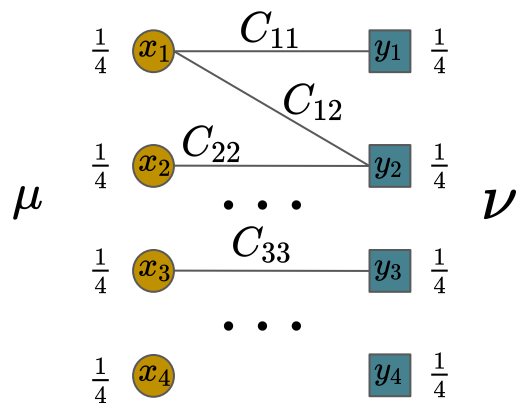 1/4 x₁ C₁₁ y₁ 1/4
C₁₂
1/4 x₂ C₂₂ y₂ 1/4
μ ... ν
1/4 x₃ C₃₃ y₃ 1/4
...
1/4 x₄ y₄ 1/4